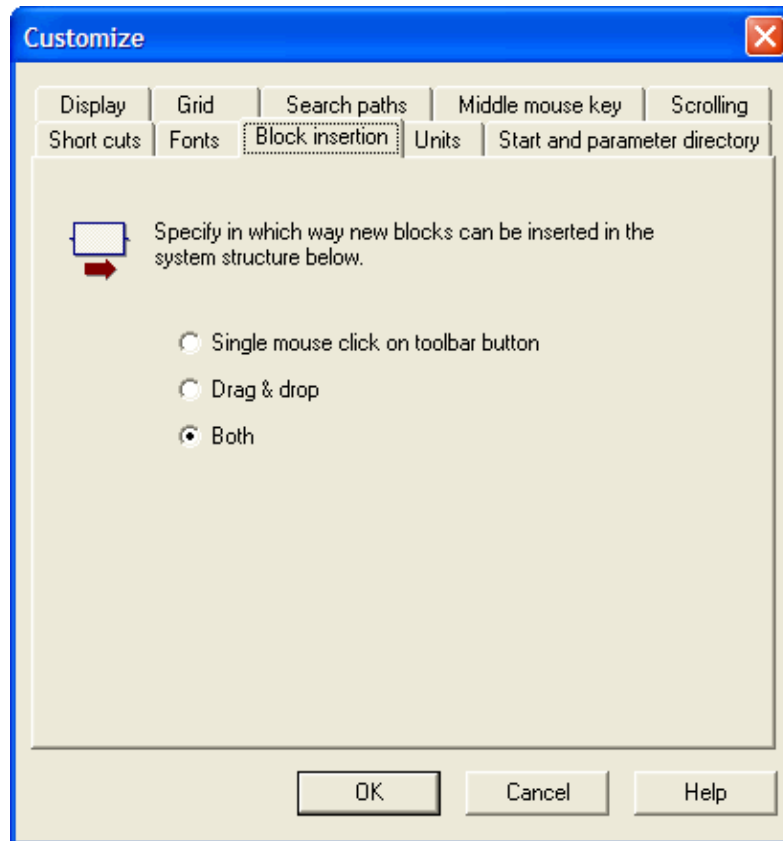 Customize
Display Grid Search paths Middle mouse key Scrolling
Short cuts Fonts Block insertion Units Start and parameter directory
Specify in which way new blocks can be inserted in the
system structure below.
Single mouse click on toolbar button
Drag & drop
Both
OK Cancel Help